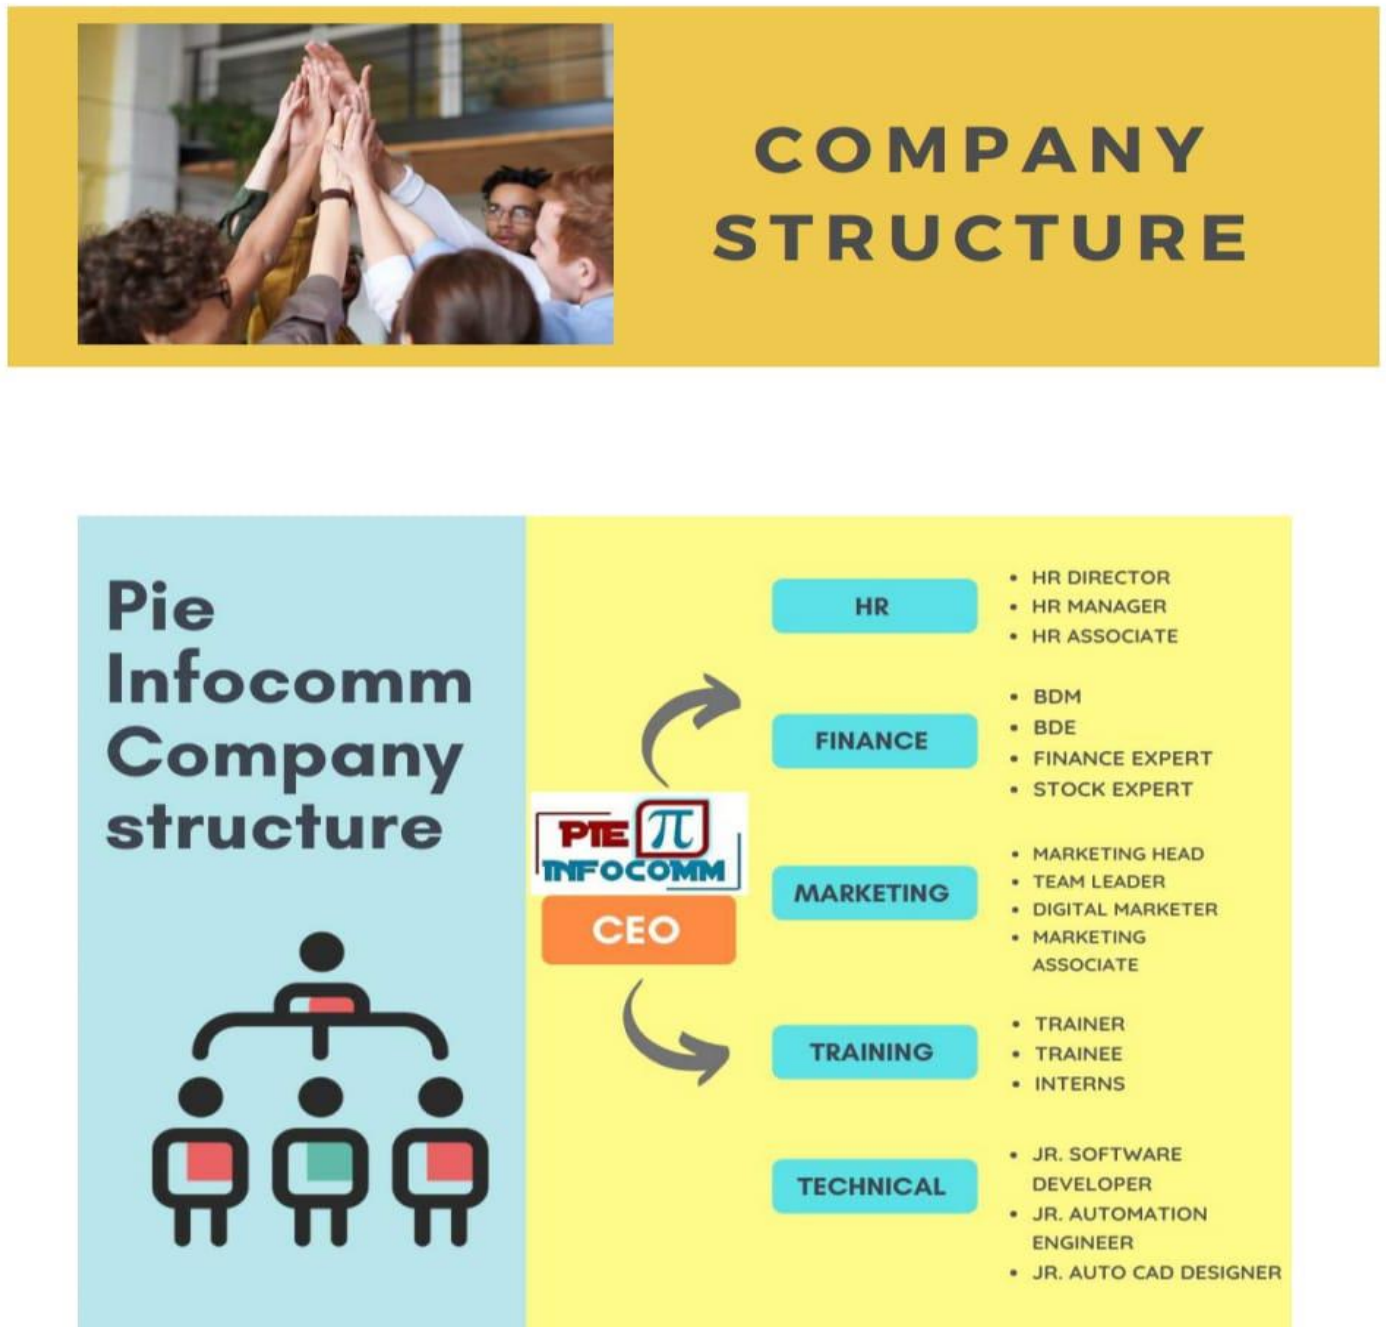 COMPANY
STRUCTURE
Pie
Infocomm
Company
structure
PIE π
INFOCOMM
CEO
HR
• HR DIRECTOR
• HR MANAGER
• HR ASSOCIATE
FINANCE
• BDM
• BDE
• FINANCE EXPERT
• STOCK EXPERT
MARKETING
• MARKETING HEAD
• TEAM LEADER
• DIGITAL MARKETER
• MARKETING
ASSOCIATE
TRAINING
• TRAINER
• TRAINEE
• INTERNS
TECHNICAL
• JR. SOFTWARE
DEVELOPER
• JR. AUTOMATION
ENGINEER
• JR. AUTO CAD DESIGNER